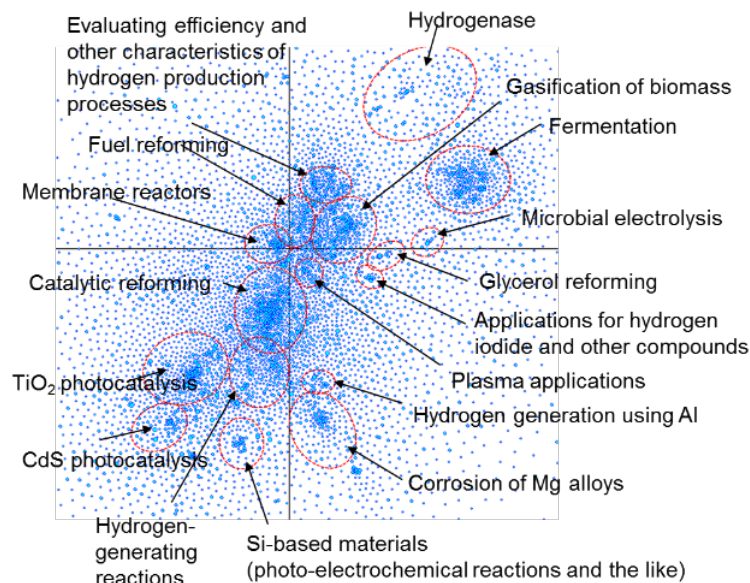 Evaluating efficiency and
other characteristics of
hydrogen production
processes
Hydrogenase
Gasification of biomass
Fermentation
Fuel reforming
Membrane reactors
Microbial electrolysis
Catalytic reforming
Glycerol reforming
Applications for hydrogen
iodide and other compounds
Plasma applications
TiO2 photocatalysis
Hydrogen generation using Al
CdS photocatalysis
Corrosion of Mg alloys
Hydrogen-
generating
reactions
Si-based materials
(photo-electrochemical reactions and the like)